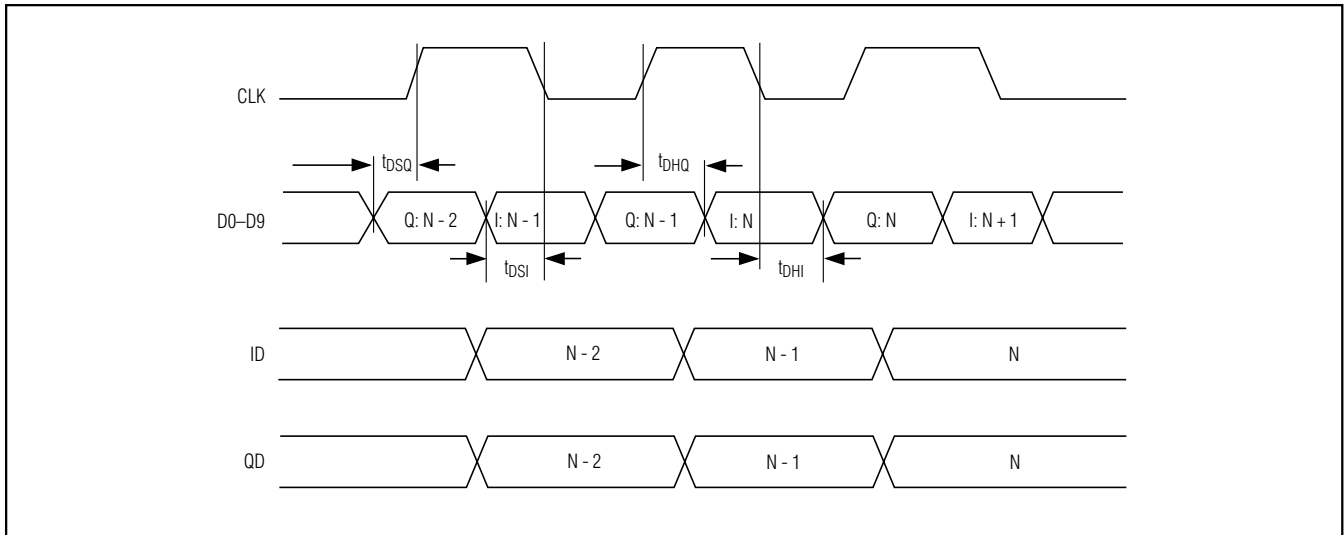 CLK
tDSQ
tDHQ
D0–D9
Q: N - 2
I: N - 1
Q: N - 1
I: N
Q: N
I: N + 1
tDSI
tDHI
ID
N - 2
N - 1
N
QD
N - 2
N - 1
N